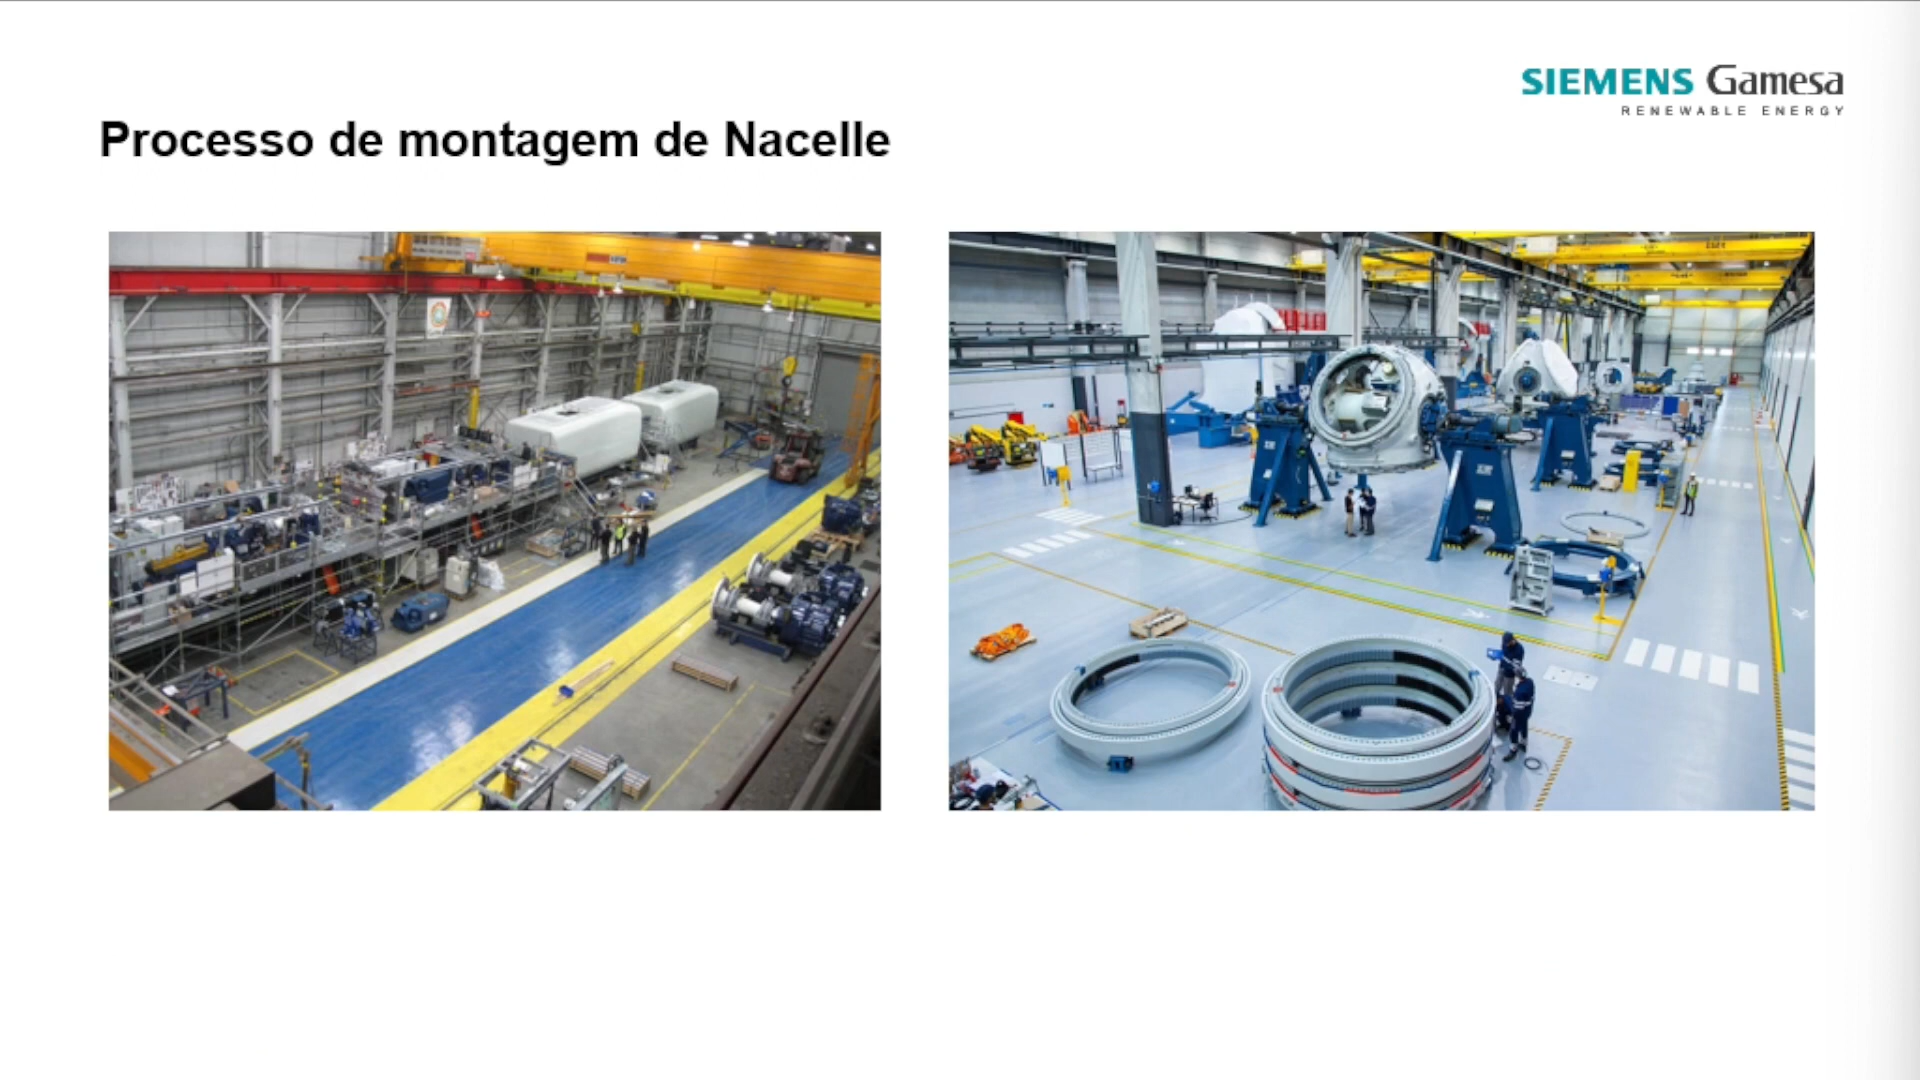 SIEMENS Gamesa
RENEWABLE ENERGY
Processo de montagem de Nacelle